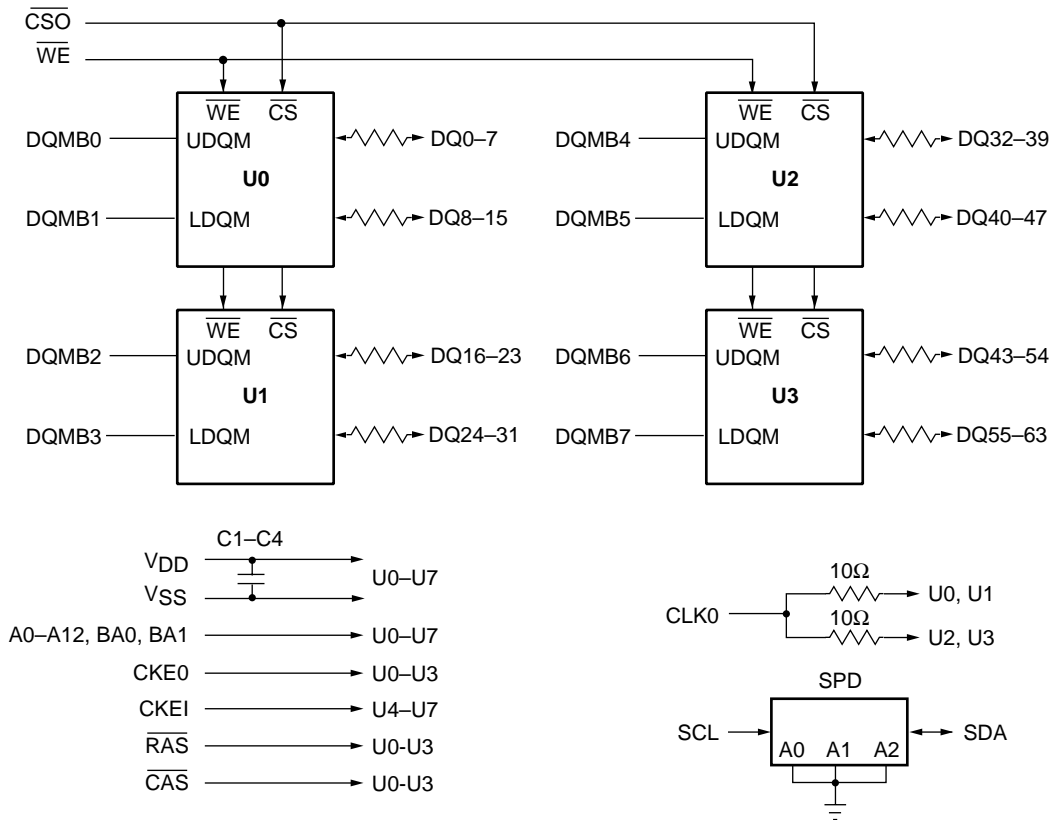 CSO
WE
WE CS
DQMB0 UDQM DQ0–7
U0
DQMB1 LDQM DQ8–15
WE CS
DQMB4 UDQM DQ32–39
U2
DQMB5 LDQM DQ40–47
WE CS
DQMB2 UDQM DQ16–23
U1
DQMB3 LDQM DQ24–31
WE CS
DQMB6 UDQM DQ43–54
U3
DQMB7 LDQM DQ55–63
C1–C4
VDD
U0–U7
VSS
A0–A12, BA0, BA1 U0–U7
CKE0 U0–U3
CKEI U4–U7
RAS U0-U3
CAS U0-U3
10Ω
U0, U1
CLK0
10Ω
U2, U3
SPD
SCL SDA
A0 A1 A2